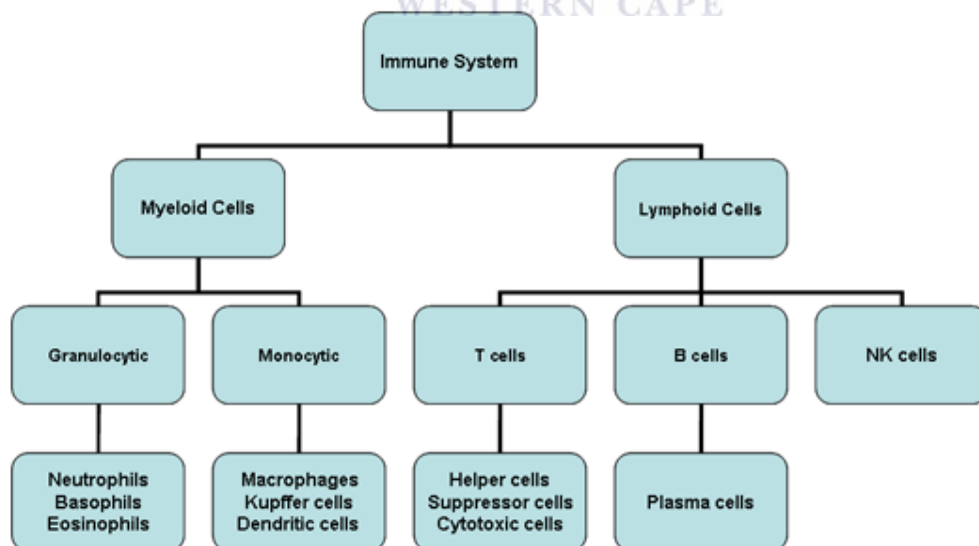 WESTERN CAPE
Immune System
Myeloid Cells
Lymphoid Cells
Granulocytic
Monocytic
T cells
B cells
NK cells
Neutrophils
Basophils
Eosinophils
Macrophages
Kupffer cells
Dendritic cells
Helper cells
Suppressor cells
Cytotoxic cells
Plasma cells